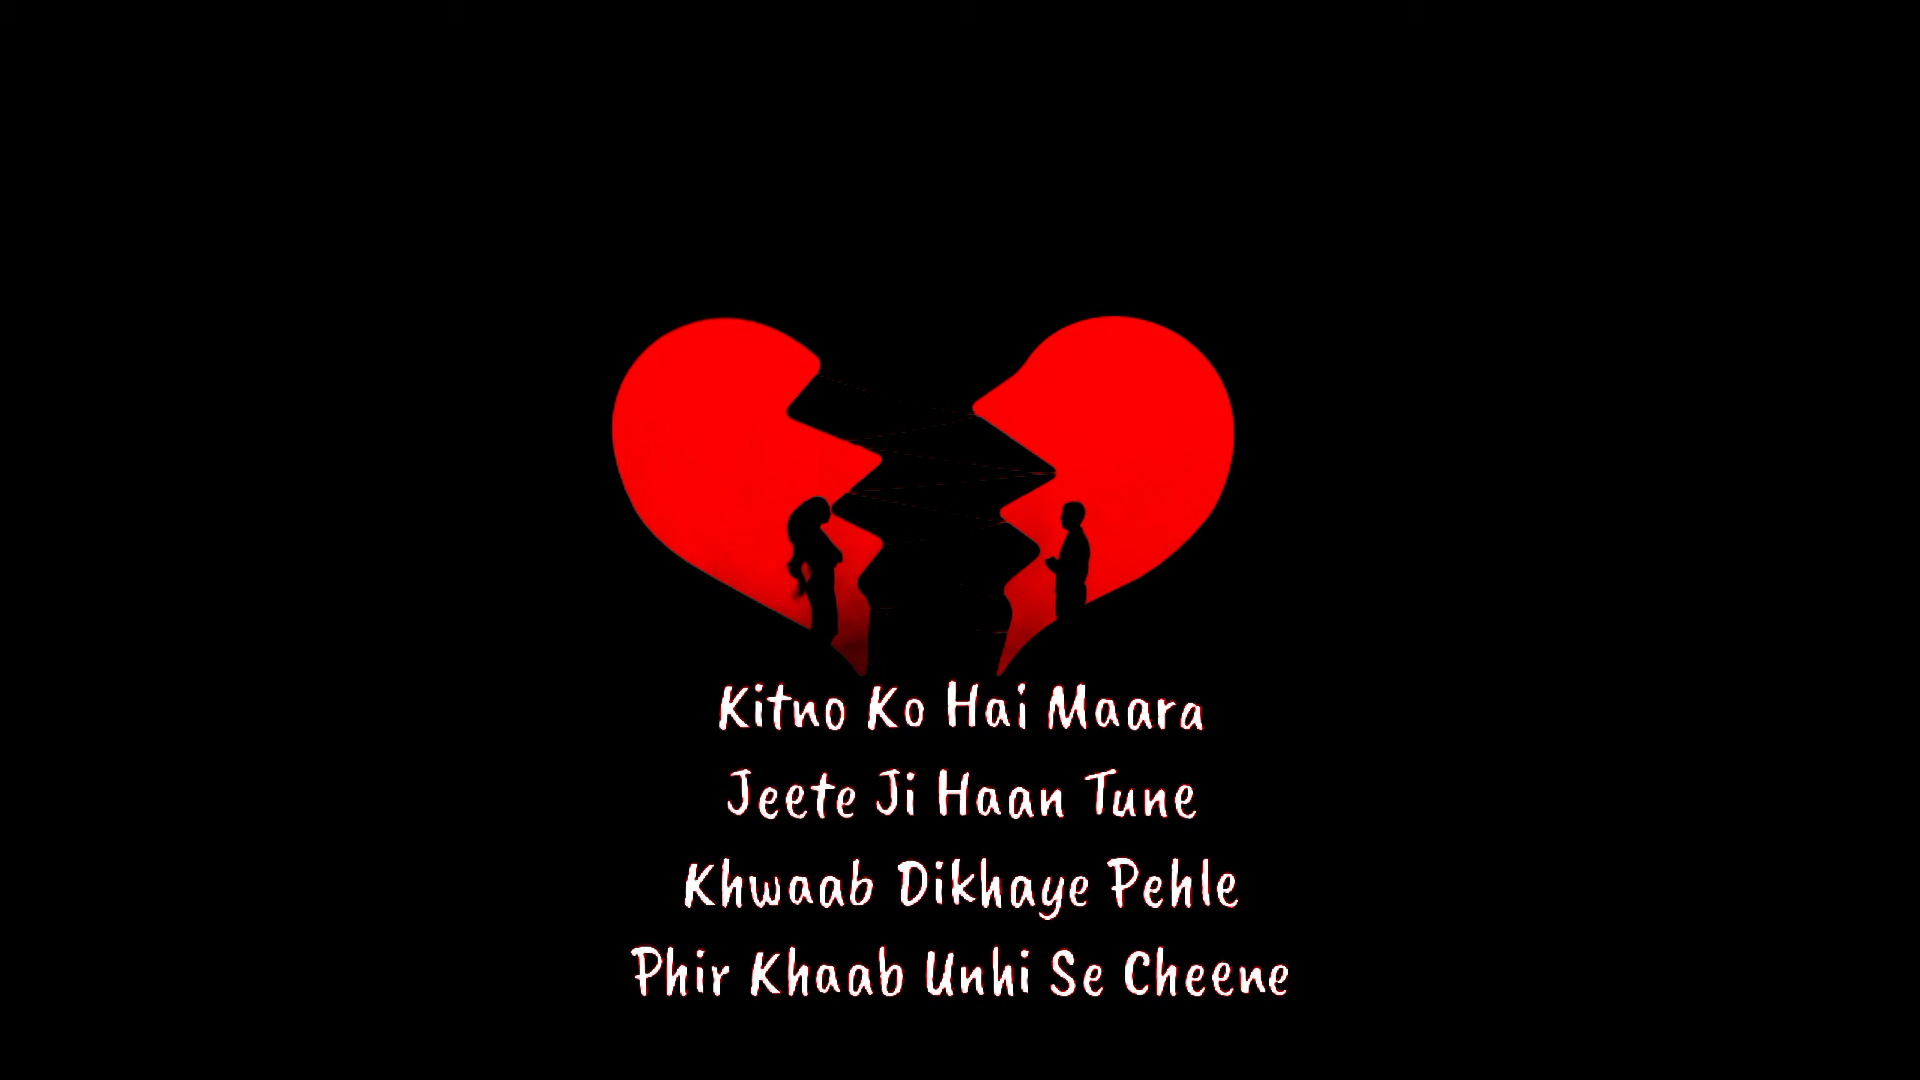 Kitno Ko Hai Maara
Jeete Ji Haan Tune
Khwaab Dikhaye Pehle
Phir Khaab Unhi Se Cheene